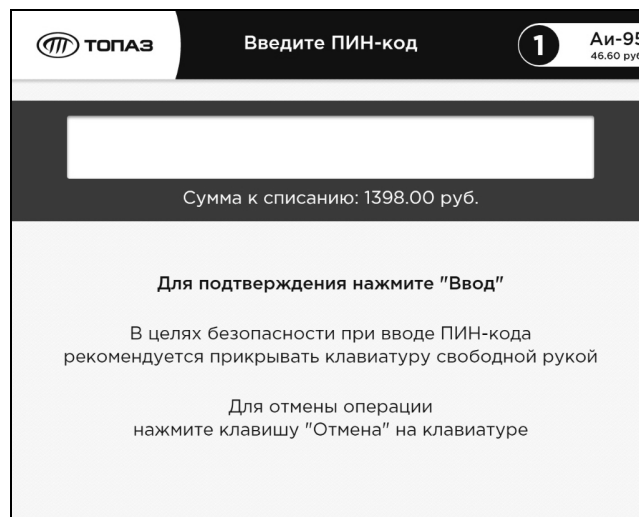 ТОПАЗ
Введите ПИН-код
1
Аи-95
46.60 руб
Сумма к списанию: 1398.00 руб.
Для подтверждения нажмите "Ввод"
В целях безопасности при вводе ПИН-кода
рекомендуется прикрывать клавиатуру свободной рукой
Для отмены операции
нажмите клавишу "Отмена" на клавиатуре